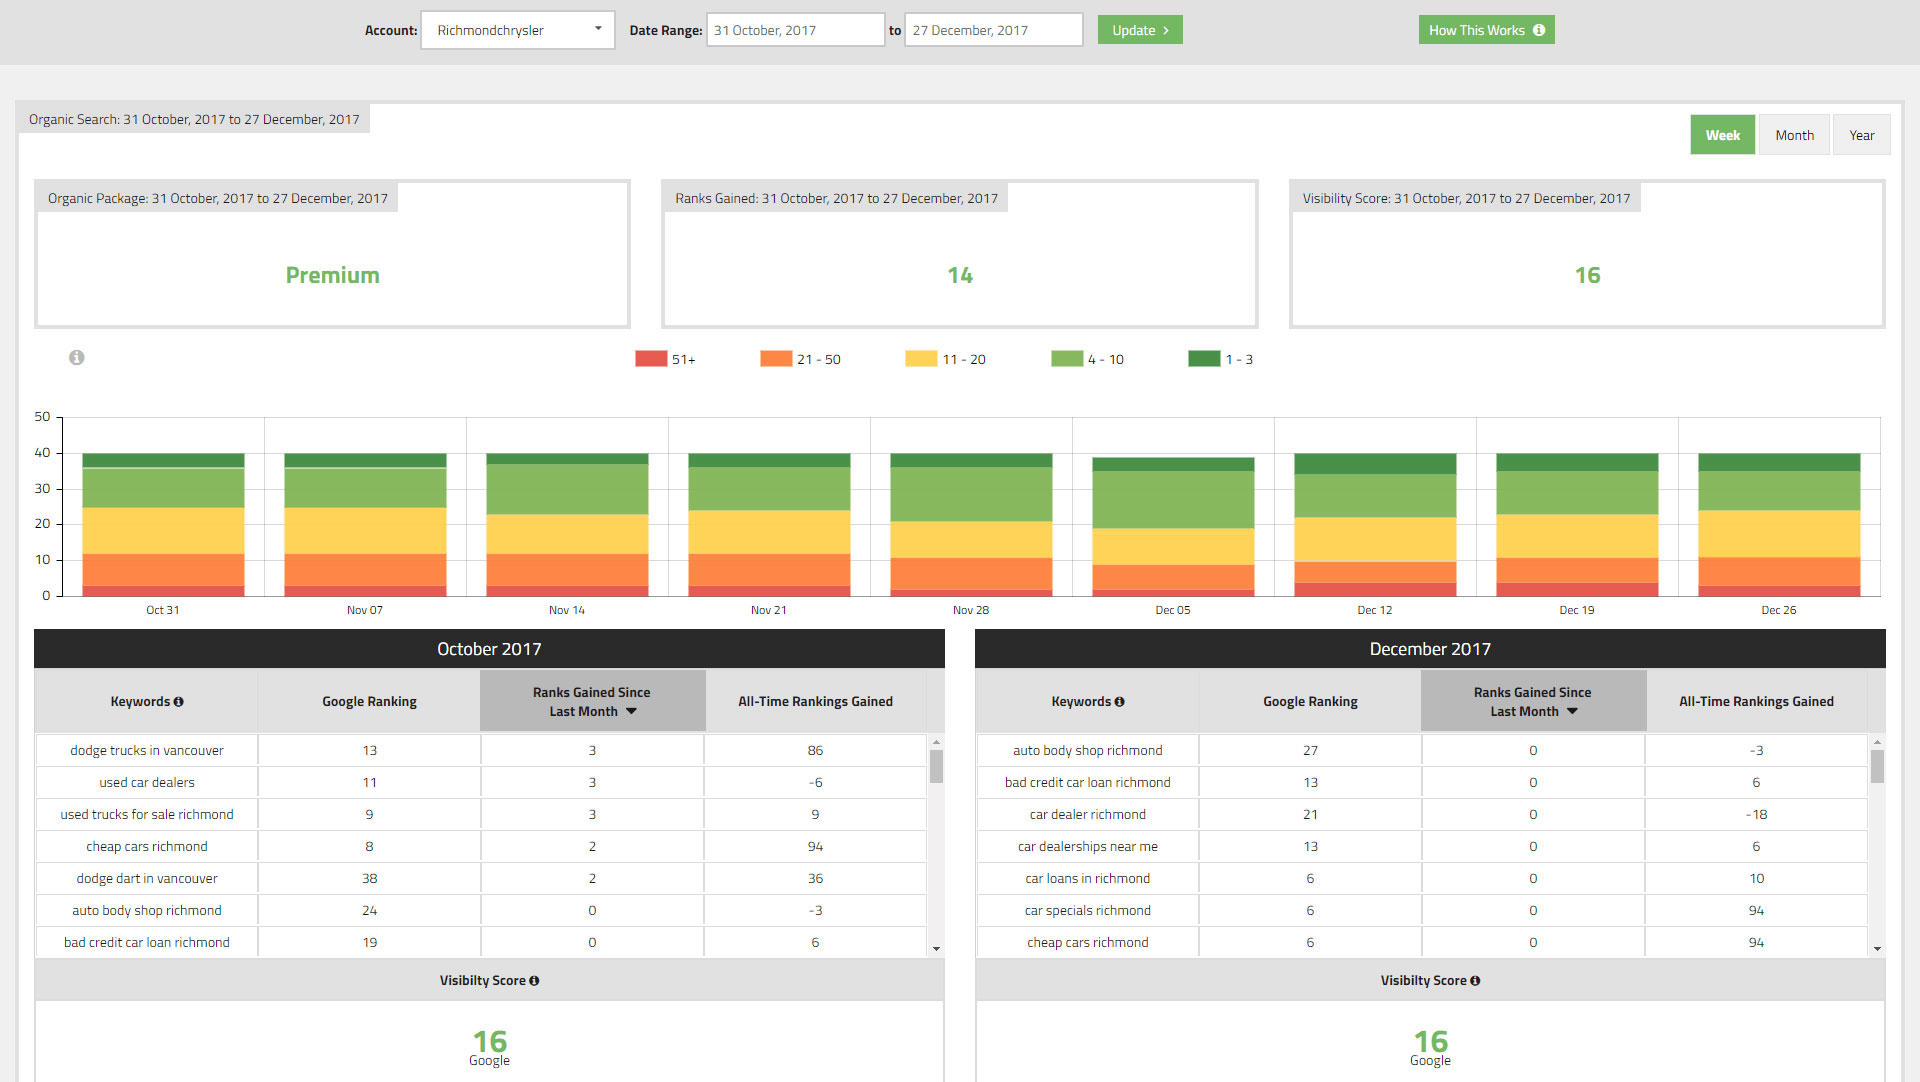 Account: Richmondchrysler Date Range: 31 October, 2017 to 27 December, 2017 Update How This Works
Organic Search: 31 October, 2017 to 27 December, 2017
Week Month Year
Organic Package: 31 October, 2017 to 27 December, 2017
Premium
Ranks Gained: 31 October, 2017 to 27 December, 2017
14
Visibility Score: 31 October, 2017 to 27 December, 2017
16
51+ 21 - 50 11 - 20 4 - 10 1 - 3
50
40
30
20
10
0
Oct 31 Nov 07 Nov 14 Nov 21 Nov 28 Dec 05 Dec 12 Dec 19 Dec 26
October 2017
Keywords Google Ranking Ranks Gained Since Last Month All-Time Rankings Gained
dodge trucks in vancouver 13 3 86
used car dealers 11 3 -6
used trucks for sale richmond 9 3 9
cheap cars richmond 8 2 94
dodge dart in vancouver 38 2 36
auto body shop richmond 24 0 -3
bad credit car loan richmond 19 0 6
Visibilty Score
16
Google
December 2017
Keywords Google Ranking Ranks Gained Since Last Month All-Time Rankings Gained
auto body shop richmond 27 0 -3
bad credit car loan richmond 13 0 6
car dealer richmond 21 0 -18
car dealerships near me 13 0 6
car loans in richmond 6 0 10
car specials richmond 6 0 94
cheap cars richmond 6 0 94
Visibilty Score
16
Google